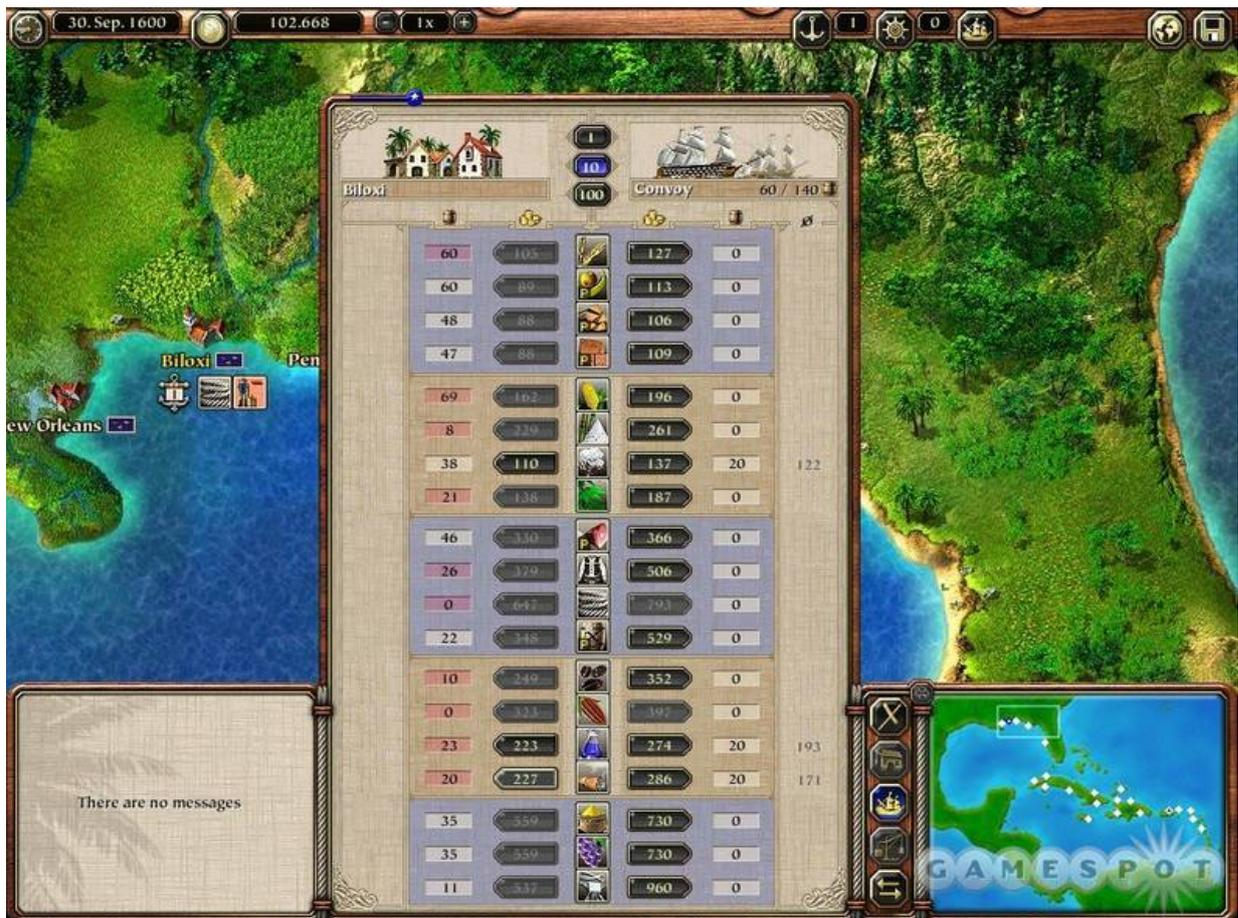 30. Sep. 1600 102.668 1x 1 0
1
10
Biloxi 100 Convoy 60 / 140
ø
60 105 127 0
60 89 P 113 0
48 88 P 106 0
47 88 P 109 0
69 162 196 0
8 229 261 0
38 110 137 20 122
21 138 187 0
46 330 P 366 0
26 379 506 0
0 647 793 0
22 348 P 529 0
10 249 352 0
0 323 397 0
23 223 274 20 193
20 227 286 20 171
35 559 730 0
35 559 730 0
11 537 960 0
Biloxi
Pen
ew Orleans
There are no messages
GAMESPOT